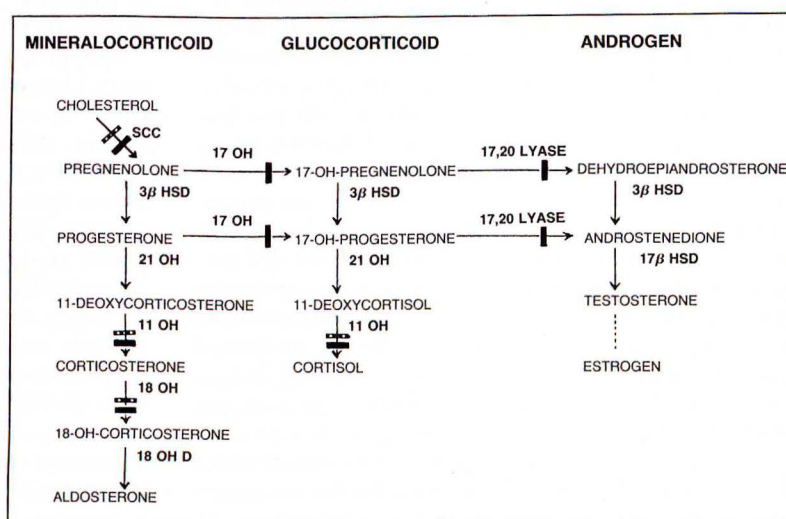 MINERALOCORTICOID GLUCOCORTICOID ANDROGEN
CHOLESTEROL
SCC
17 OH 17,20 LYASE
PREGNENOLONE 17-OH-PREGNENOLONE DEHYDROEPIANDROSTERONE
3β HSD 3β HSD 3β HSD
17 OH 17,20 LYASE
PROGESTERONE 17-OH-PROGESTERONE ANDROSTENEDIONE
21 OH 21 OH 17β HSD
11-DEOXYCORTICOSTERONE 11-DEOXYCORTISOL TESTOSTERONE
11 OH 11 OH
CORTICOSTERONE CORTISOL ESTROGEN
18 OH
18-OH-CORTICOSTERONE
18 OH D
ALDOSTERONE